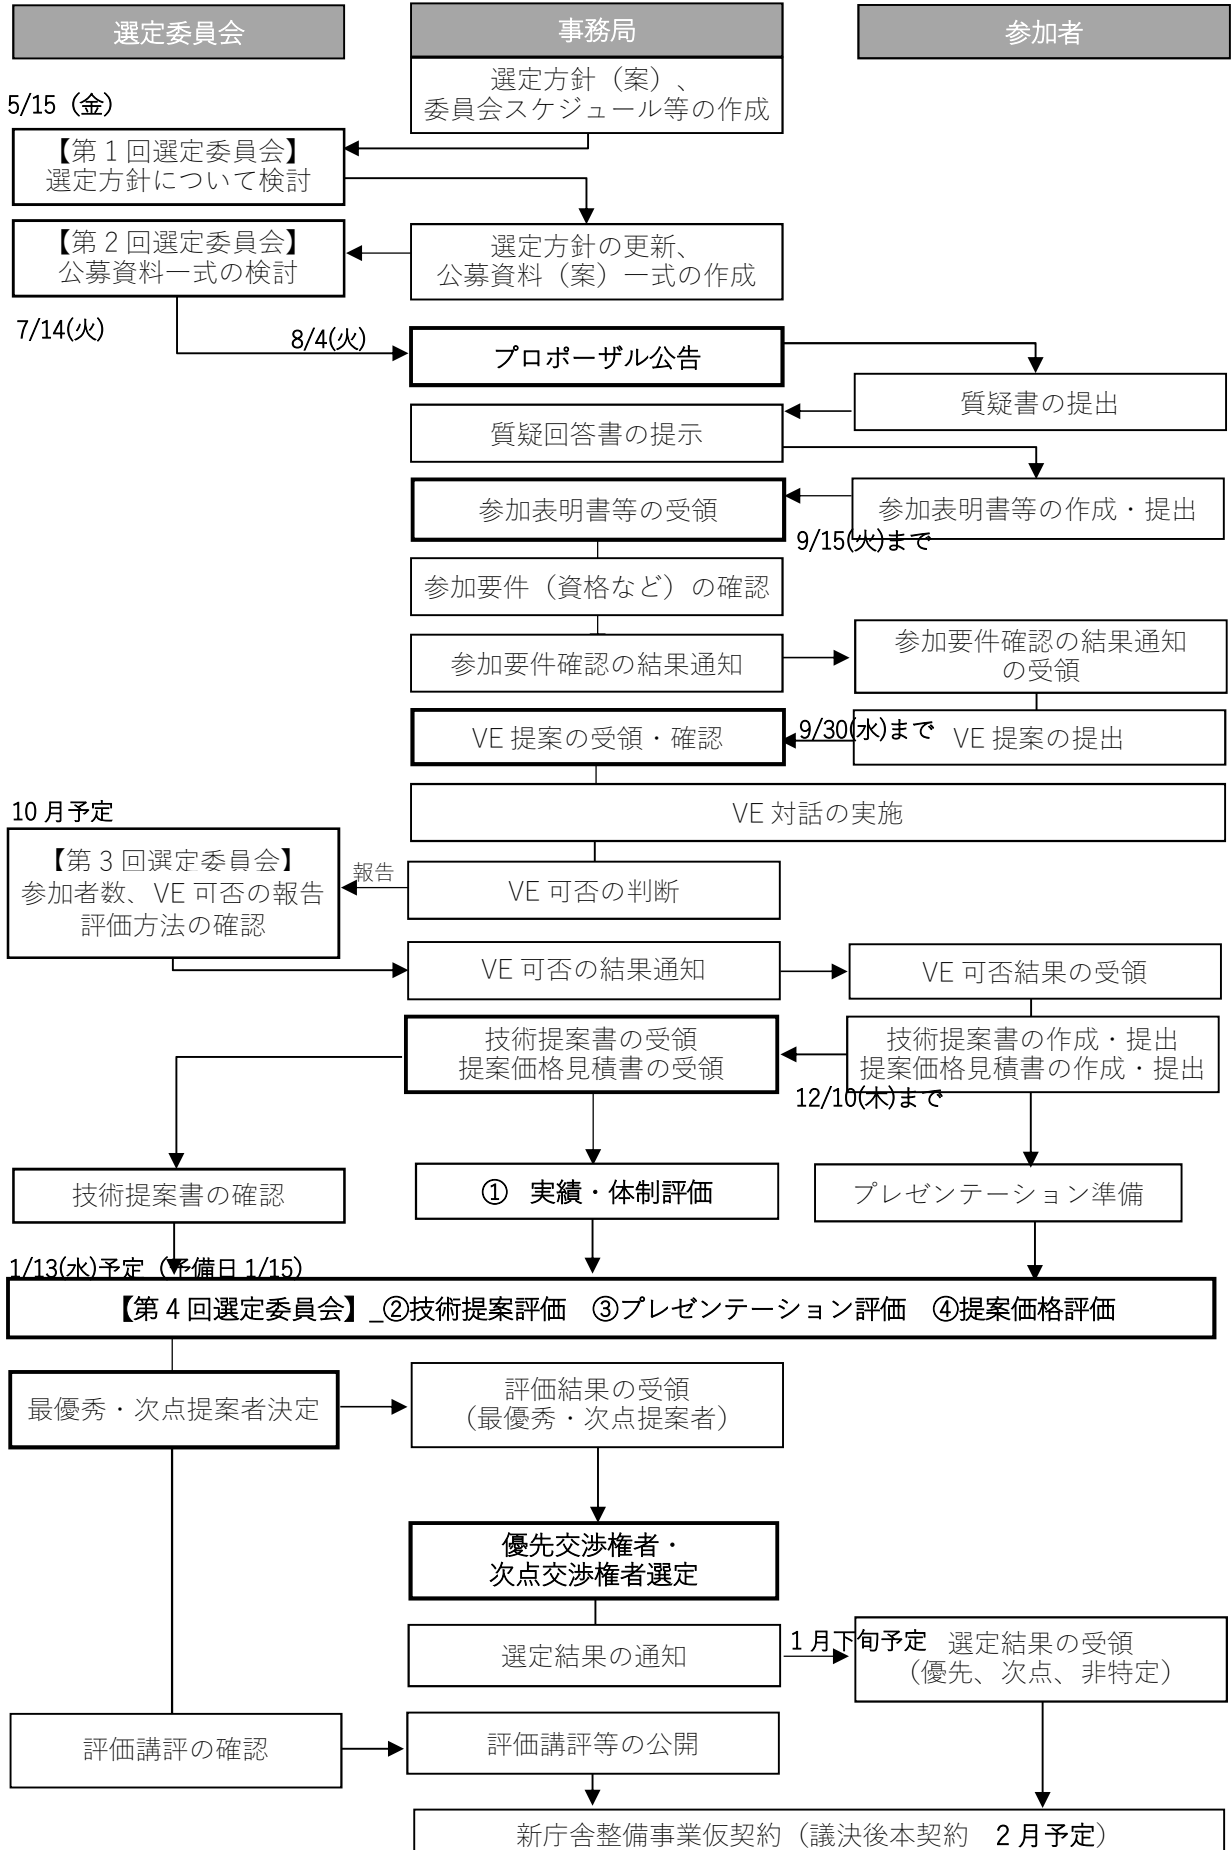 選定委員会
事務局
参加者
選定方針（案）、
委員会スケジュール等の作成
5/15（金）
【第１回選定委員会】
選定方針について検討
【第２回選定委員会】
公募資料一式の検討
選定方針の更新、
公募資料（案）一式の作成
7/14(火)
8/4(火)
プロポーザル公告
質疑書の提出
質疑回答書の提示
参加表明書等の受領
参加表明書等の作成・提出
9/15(火)まで
参加要件（資格など）の確認
参加要件確認の結果通知
参加要件確認の結果通知
の受領
VE 提案の受領・確認
9/30(水)まで
VE 提案の提出
VE 対話の実施
10 月予定
【第３回選定委員会】
参加者数、VE 可否の報告
評価方法の確認
報告
VE 可否の判断
VE 可否の結果通知
VE 可否結果の受領
技術提案書の受領
提案価格見積書の受領
技術提案書の作成・提出
提案価格見積書の作成・提出
12/10(木)まで
技術提案書の確認
①　実績・体制評価
プレゼンテーション準備
1/13(水)予定（予備日 1/15）
【第４回選定委員会】_②技術提案評価　③プレゼンテーション評価　④提案価格評価
最優秀・次点提案者決定
評価結果の受領
（最優秀・次点提案者）
優先交渉権者・
次点交渉権者選定
選定結果の通知
1 月下旬予定
選定結果の受領
（優先、次点、非特定）
評価講評の確認
評価講評等の公開
新庁舎整備事業仮契約（議決後本契約　2 月予定）